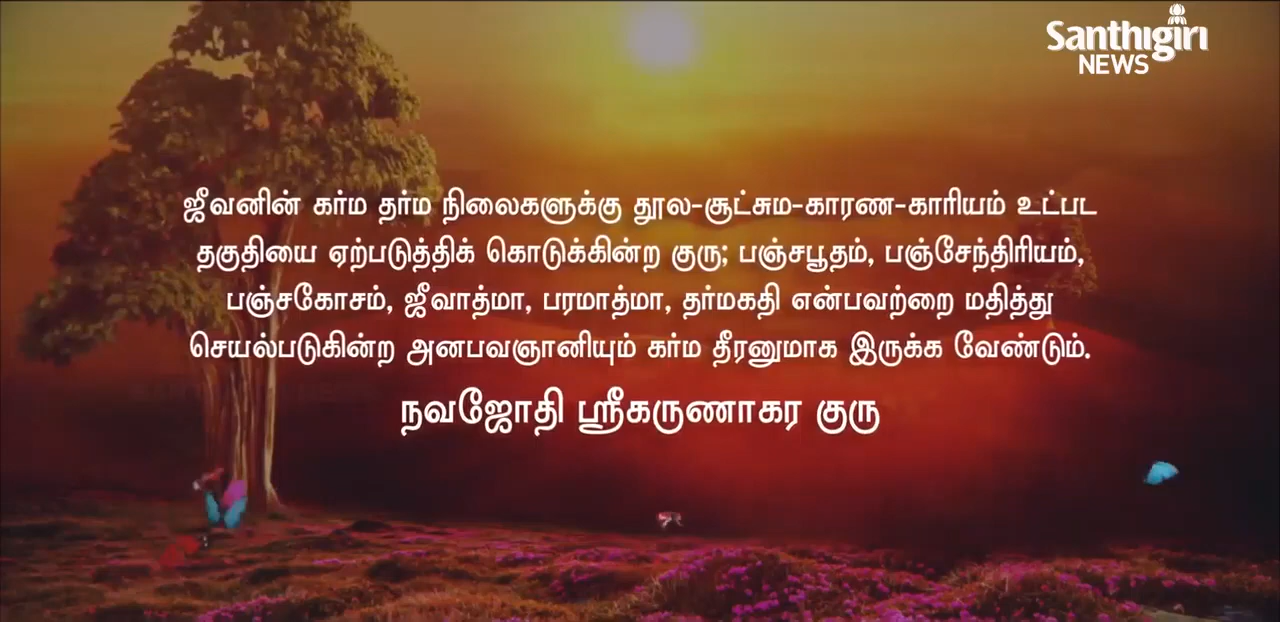 Santhigiri
NEWS
ஜீவனின் கர்ம தர்ம நிலைகளுக்கு தூல-சூட்சும-காரண-காரியம் உட்பட
தகுதியை ஏற்படுத்திக் கொடுக்கின்ற குரு; பஞ்சபூதம், பஞ்சேந்திரியம்,
பஞ்சகோசம், ஜீவாத்மா, பரமாத்மா, தர்மகதி என்பவற்றை மதித்து
செயல்படுகின்ற அனபவஞானியும் கர்ம தீரனுமாக இருக்க வேண்டும்.
நவஜோதி ஸ்ரீகருணாகர குரு